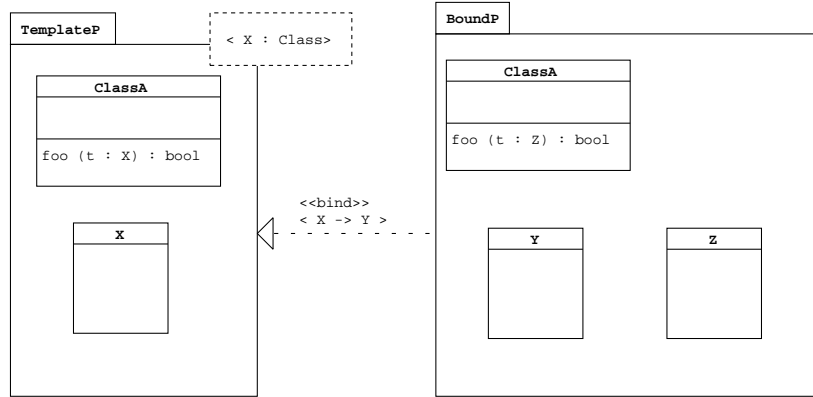 TemplateP
< X : Class>
ClassA
foo (t : X) : bool
X
<<bind>>
< X -> Y >
BoundP
ClassA
foo (t : Z) : bool
Y
Z